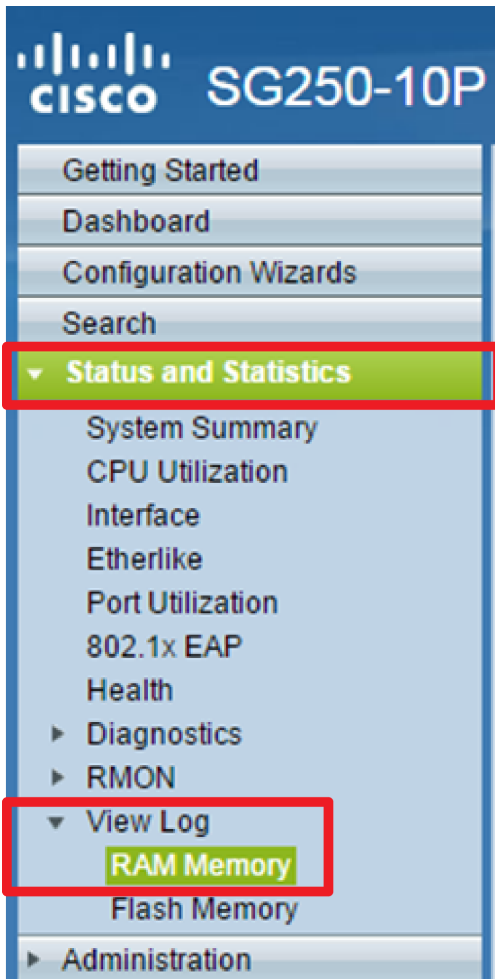 CISCO SG250-10P
Getting Started
Dashboard
Configuration Wizards
Search
Status and Statistics
System Summary
CPU Utilization
Interface
Etherlike
Port Utilization
802.1x EAP
Health
Diagnostics
RMON
View Log
RAM Memory
Flash Memory
Administration